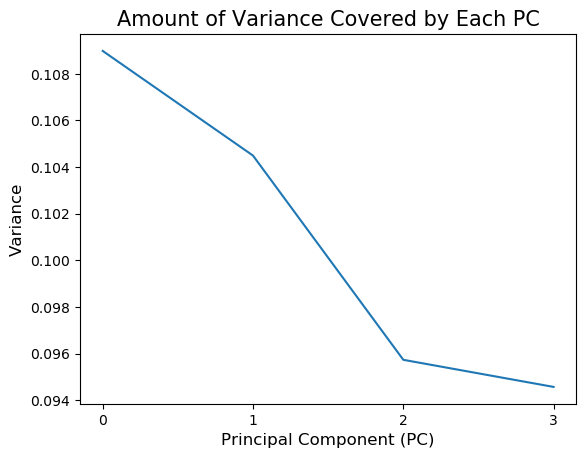 Amount of Variance Covered by Each PC
0.108
0.106
0.104
0.102
0.100
0.098
0.096
0.094
Variance
0 1 2 3
Principal Component (PC)